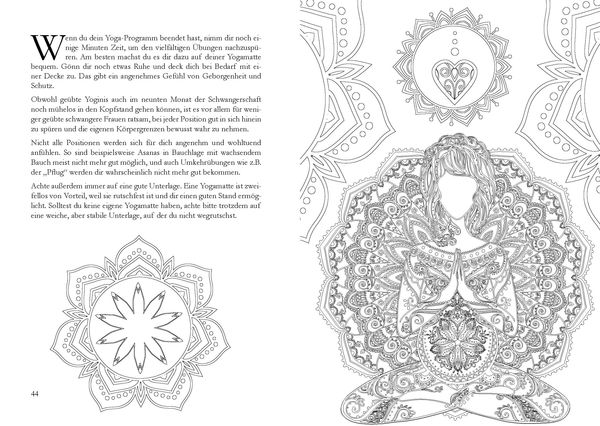 Wenn du dein Yoga-Programm beendet hast, nimm dir noch ei-
nige Minuten Zeit, um den vielfältigen Übungen nachzuspü-
ren. Am besten machst du es dir dazu auf deiner Yogamatte
bequem. Gönn dir noch etwas Ruhe und deck dich bei Bedarf mit ei-
ner Decke zu. Das gibt ein angenehmes Gefühl von Geborgenheit und
Schutz.
Obwohl geübte Yoginis auch im neunten Monat der Schwangerschaft
noch mühelos in den Kopfstand gehen können, ist es vor allem für weni-
ger geübte schwangere Frauen ratsam, bei jeder Position gut in sich hinein
zu spüren und die eigenen Körpergrenzen bewusst wahr zu nehmen.
Nicht alle Positionen werden sich für dich angenehm und wohltuend
anfühlen. So sind beispielsweise Asanas in Bauchlage mit wachsendem
Bauch meist nicht mehr gut möglich, und auch Umkehrübungen wie z.B.
der „Pflug“ werden dir wahrscheinlich nicht mehr gut bekommen.
Achte außerdem immer auf eine gute Unterlage. Eine Yogamatte ist zwei-
fellos von Vorteil, weil sie rutschfest ist und dir einen guten Stand ermög-
licht. Solltest du keine eigene Yogamatte haben, achte bitte trotzdem auf
eine weiche, aber stabile Unterlage, auf der du nicht wegrutschst.
44